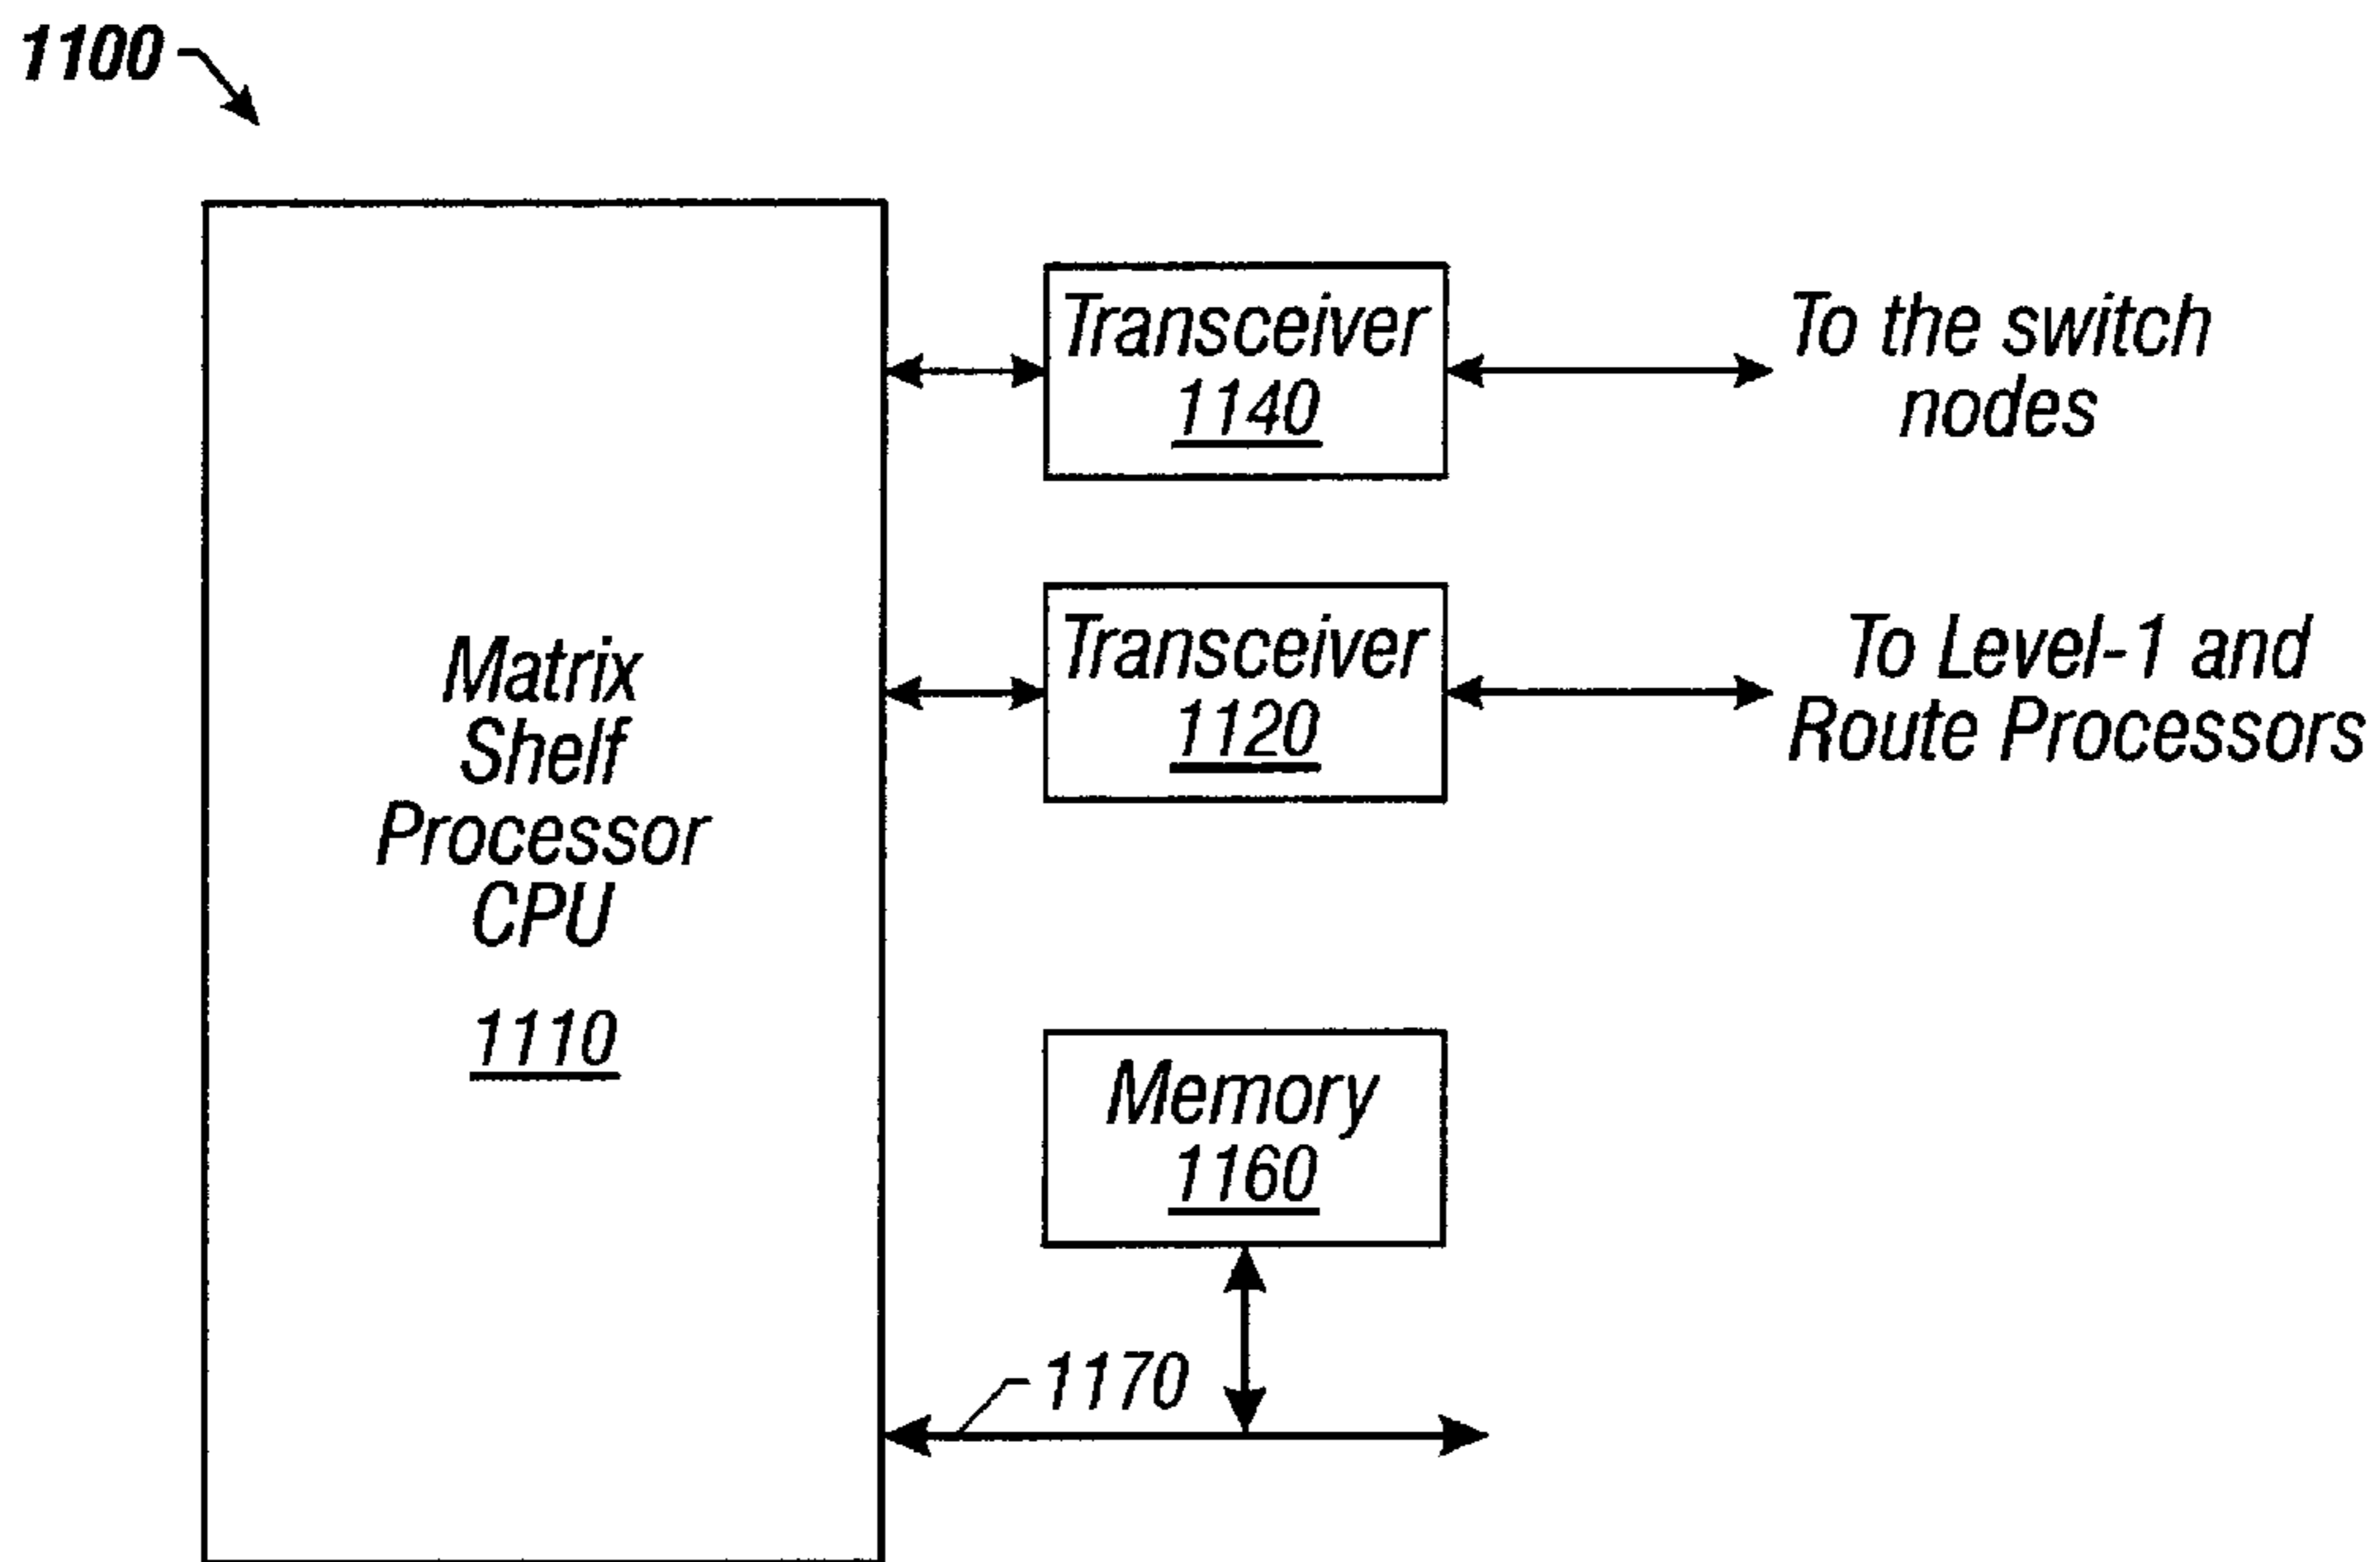 1100
Transceiver
1140
To the switch
nodes
Transceiver
1120
To Level-1 and
Route Processors
Matrix
Shelf
Processor
CPU
1110
Memory
1160
1170